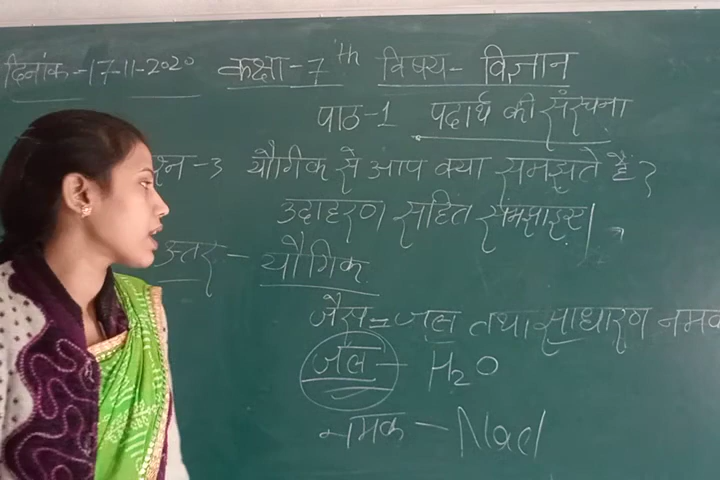 दिनांक-17-11-2020 कक्षा-7th विषय- विज्ञान
पाठ-1 पदार्थ की संरचना
श्न-3 यौगिक से आप क्या समझते है?
उदाहरण सहित समझाइए।
उत्तर- यौगिक
जैसे=जल तथा साधारण नमक
जल- H2O
नमक-Nacl